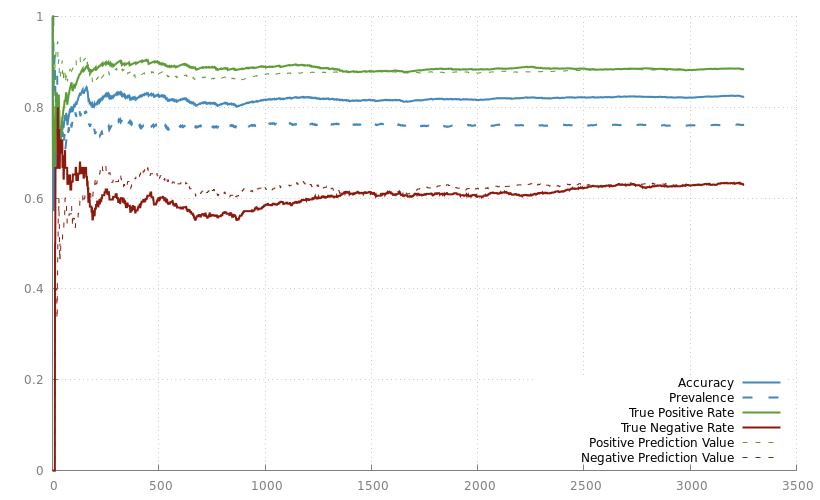 1
0.8
0.6
0.4
0.2
0
Accuracy
Prevalence
True Positive Rate
True Negative Rate
Positive Prediction Value
Negative Prediction Value
0 500 1000 1500 2000 2500 3000 3500